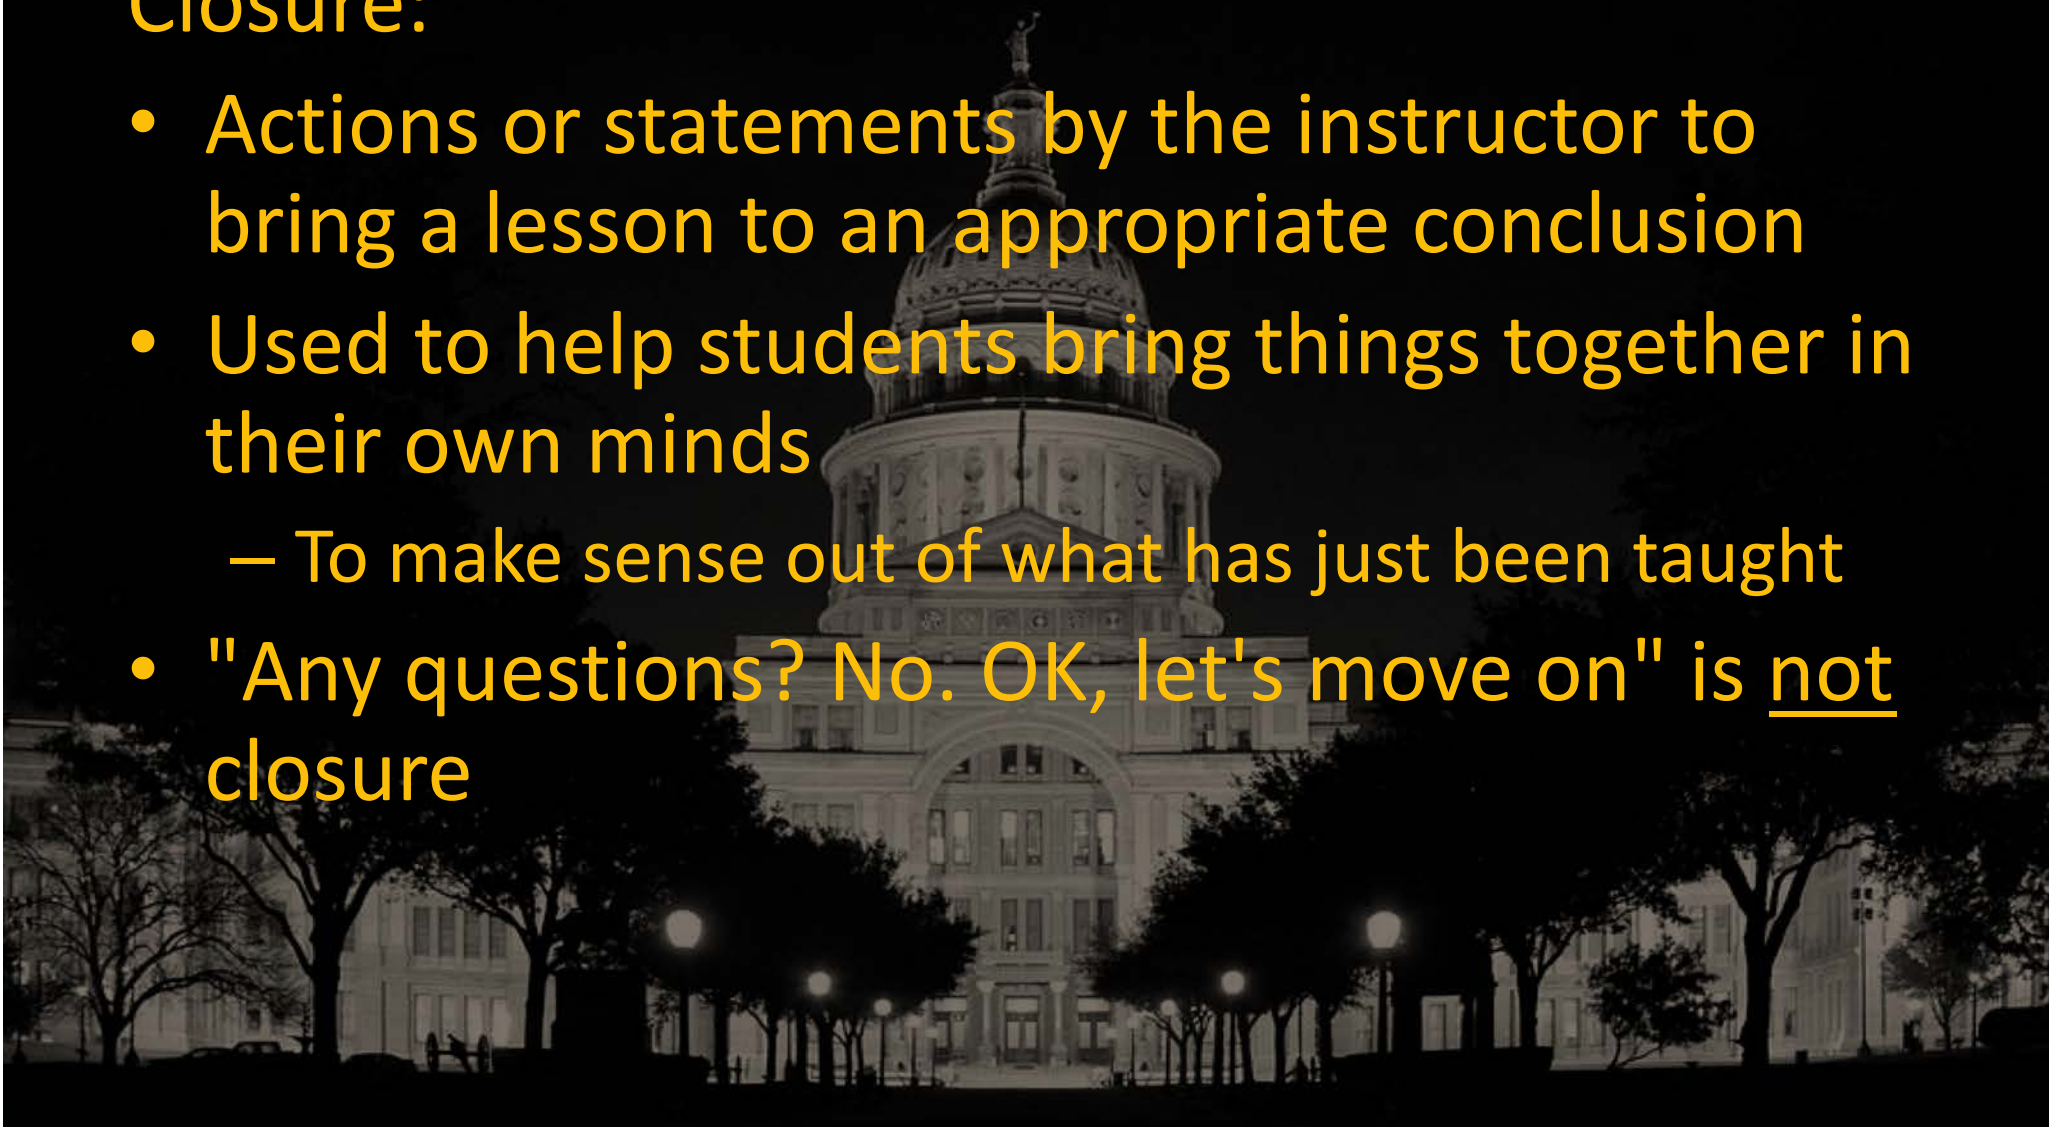 Closure:
• Actions or statements by the instructor to
bring a lesson to an appropriate conclusion
• Used to help students bring things together in
their own minds
– To make sense out of what has just been taught
• "Any questions? No. OK, let's move on" is not
closure